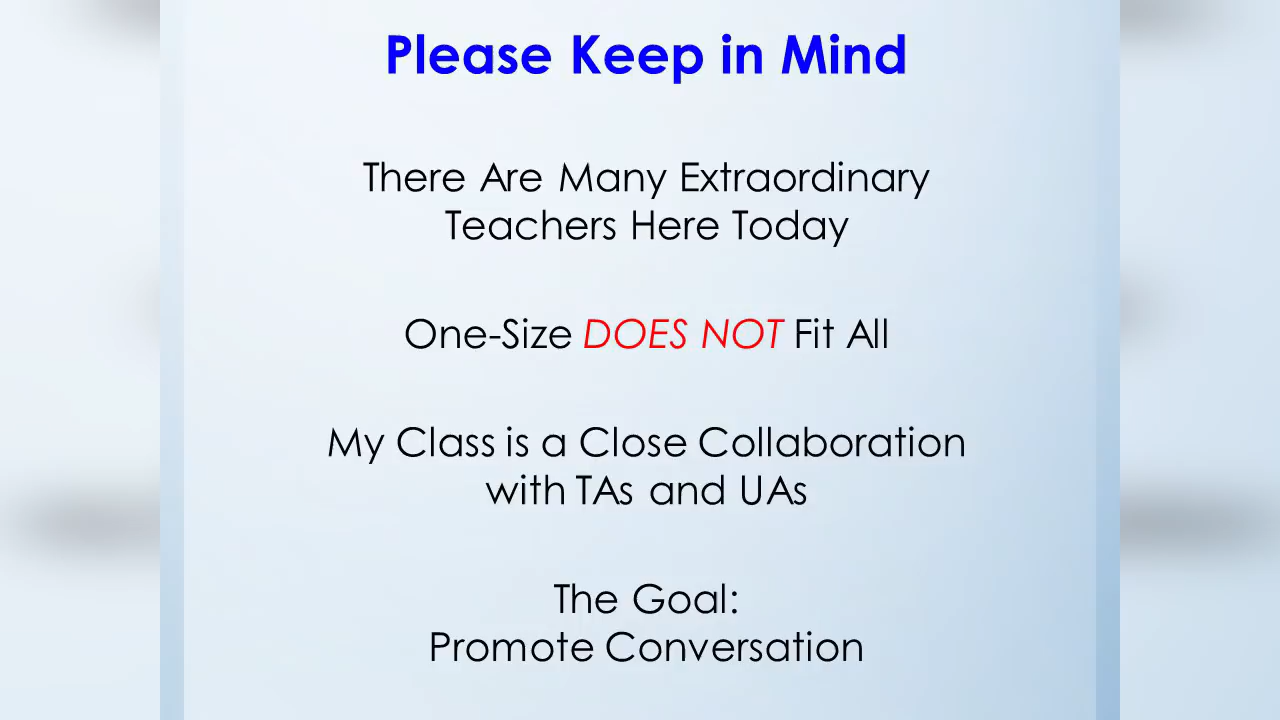 Please Keep in Mind
There Are Many Extraordinary
Teachers Here Today
One-Size DOES NOT Fit All
My Class is a Close Collaboration
with TAs and UAs
The Goal:
Promote Conversation